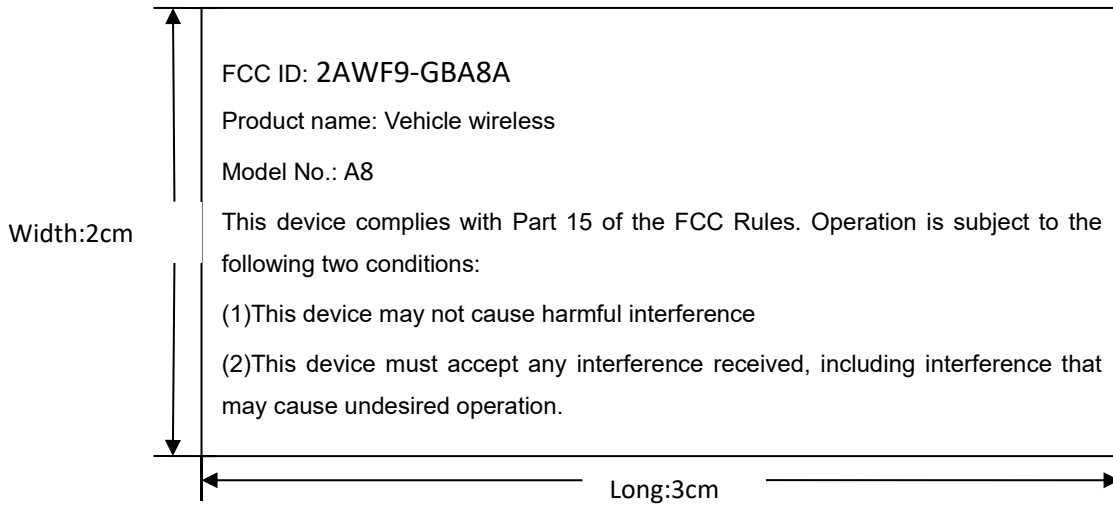 FCC ID: 2AWF9-GBA8A
Product name: Vehicle wireless
Model No.: A8
Width:2cm
This device complies with Part 15 of the FCC Rules. Operation is subject to the
following two conditions:
(1)This device may not cause harmful interference
(2)This device must accept any interference received, including interference that
may cause undesired operation.
Long:3cm